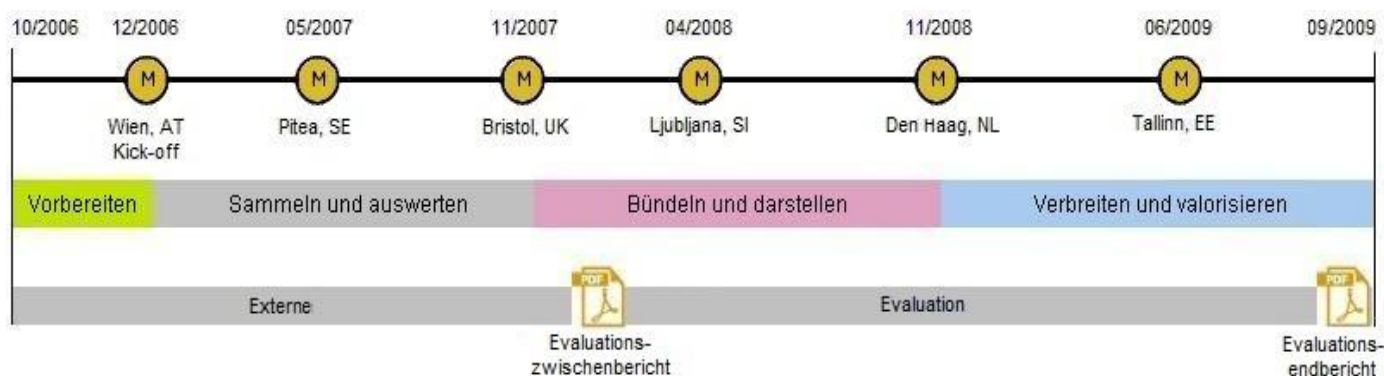 10/2006 12/2006 05/2007 11/2007 04/2008 11/2008 06/2009 09/2009
M M M M M M
Wien, AT Pitea, SE Bristol, UK Ljubljana, SI Den Haag, NL Tallinn, EE
Kick-off
Vorbereiten Sammeln und auswerten Bündeln und darstellen Verbreiten und valorisieren
PDF PDF
Externe Evaluation
Evaluations- Evaluations-
zwischenbericht endbericht